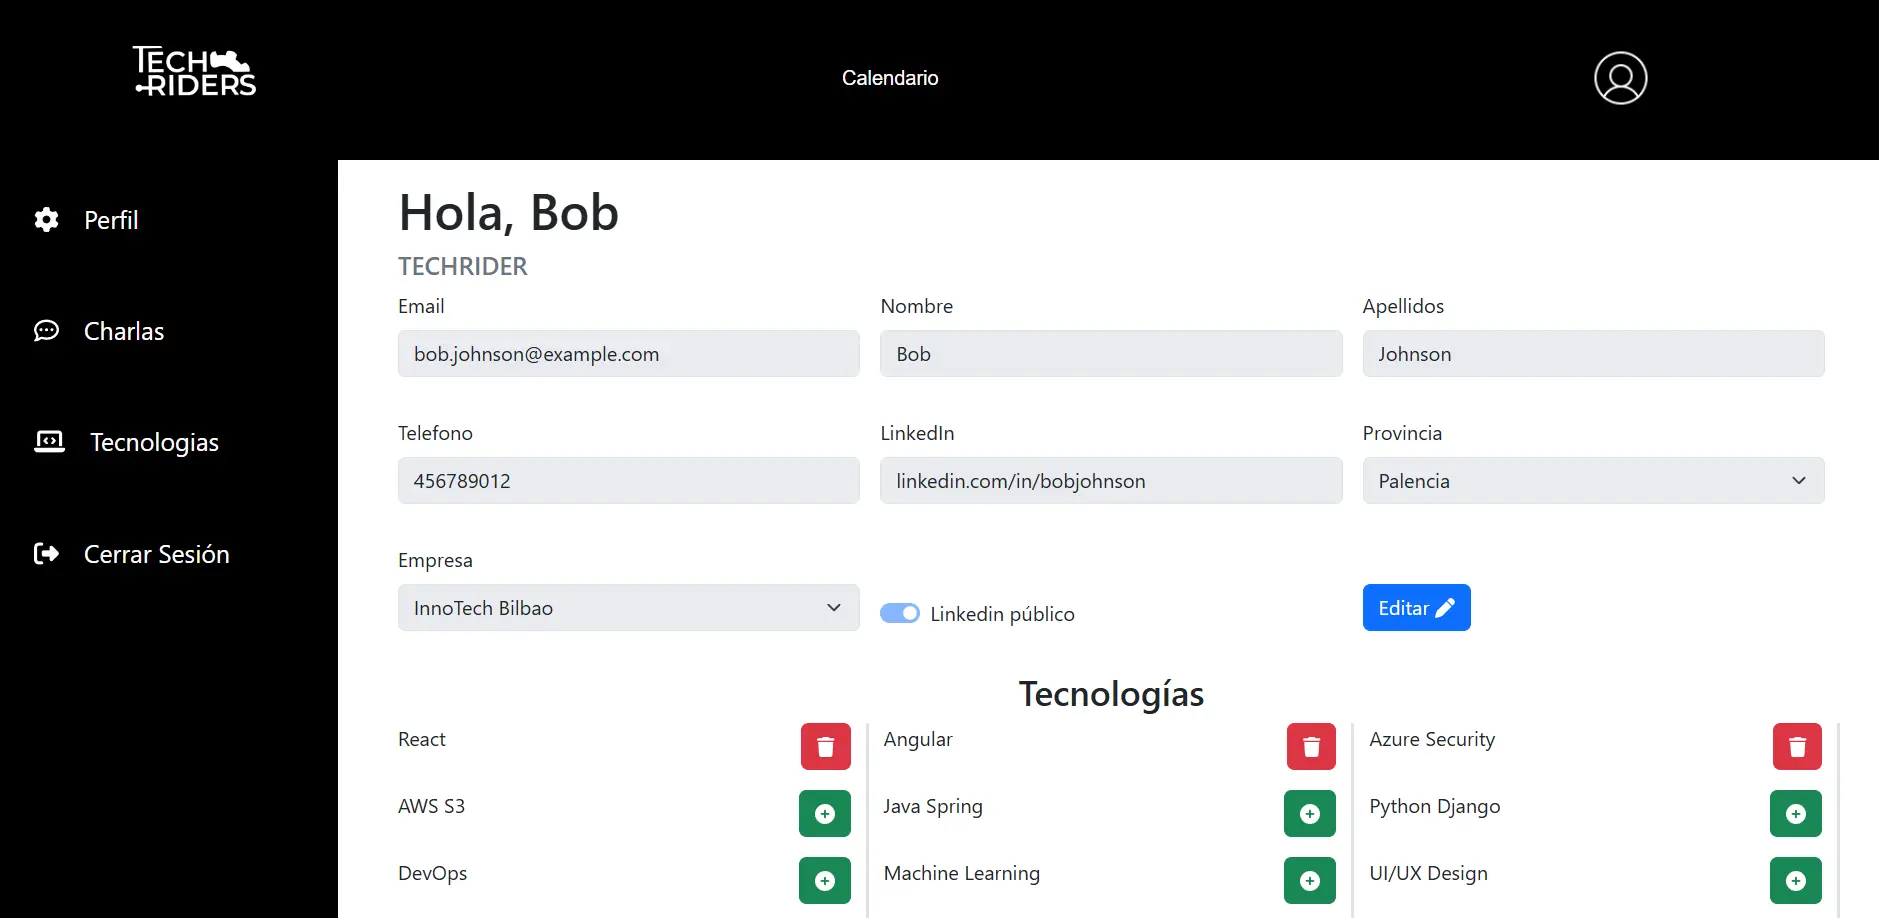 TECH
RIDERS
Calendario
Perfil
Charlas
Tecnologias
Cerrar Sesión
Hola, Bob
TECHRIDER
Email
Nombre
Apellidos
bob.johnson@example.com
Bob
Johnson
Telefono
LinkedIn
Provincia
456789012
linkedin.com/in/bobjohnson
Palencia
Empresa
InnoTech Bilbao
Linkedin público
Editar
Tecnologías
React
Angular
Azure Security
AWS S3
Java Spring
Python Django
DevOps
Machine Learning
UI/UX Design